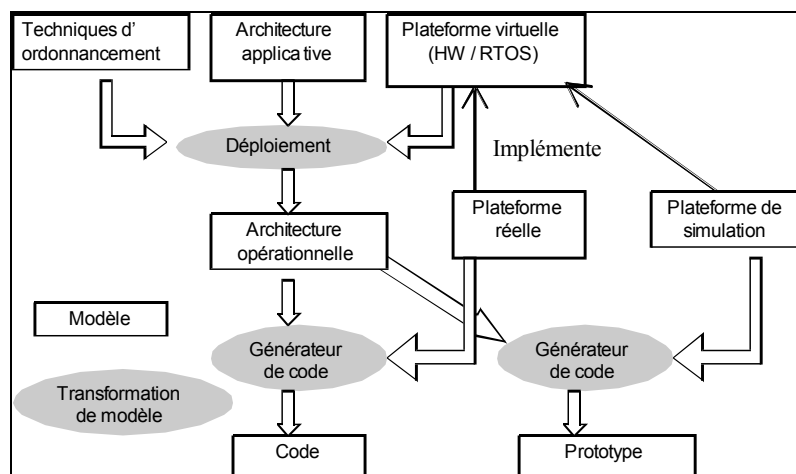 Techniques d'
ordonnancement
Architecture
applicative
Plateforme virtuelle
(HW / RTOS)
Déploiement
Implémente
Architecture
opérationnelle
Plateforme
réelle
Plateforme de
simulation
Modèle
Générateur
de code
Générateur
de code
Transformation
de modèle
Code
Prototype